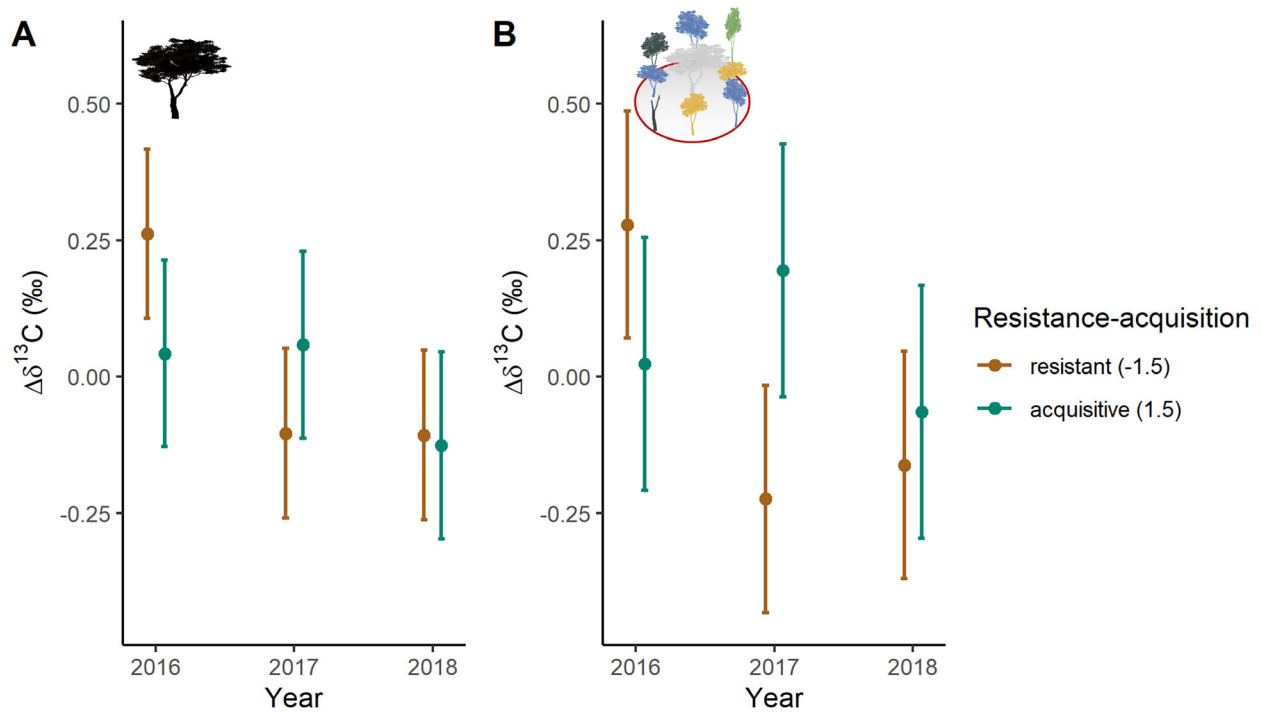 A
B
0.50
0.25
0.00
-0.25
Δδ¹³C (‰)
2016
2017
2018
Year
0.50
0.25
0.00
-0.25
Δδ¹³C (‰)
2016
2017
2018
Year
Resistance-acquisition
resistant (-1.5)
acquisitive (1.5)